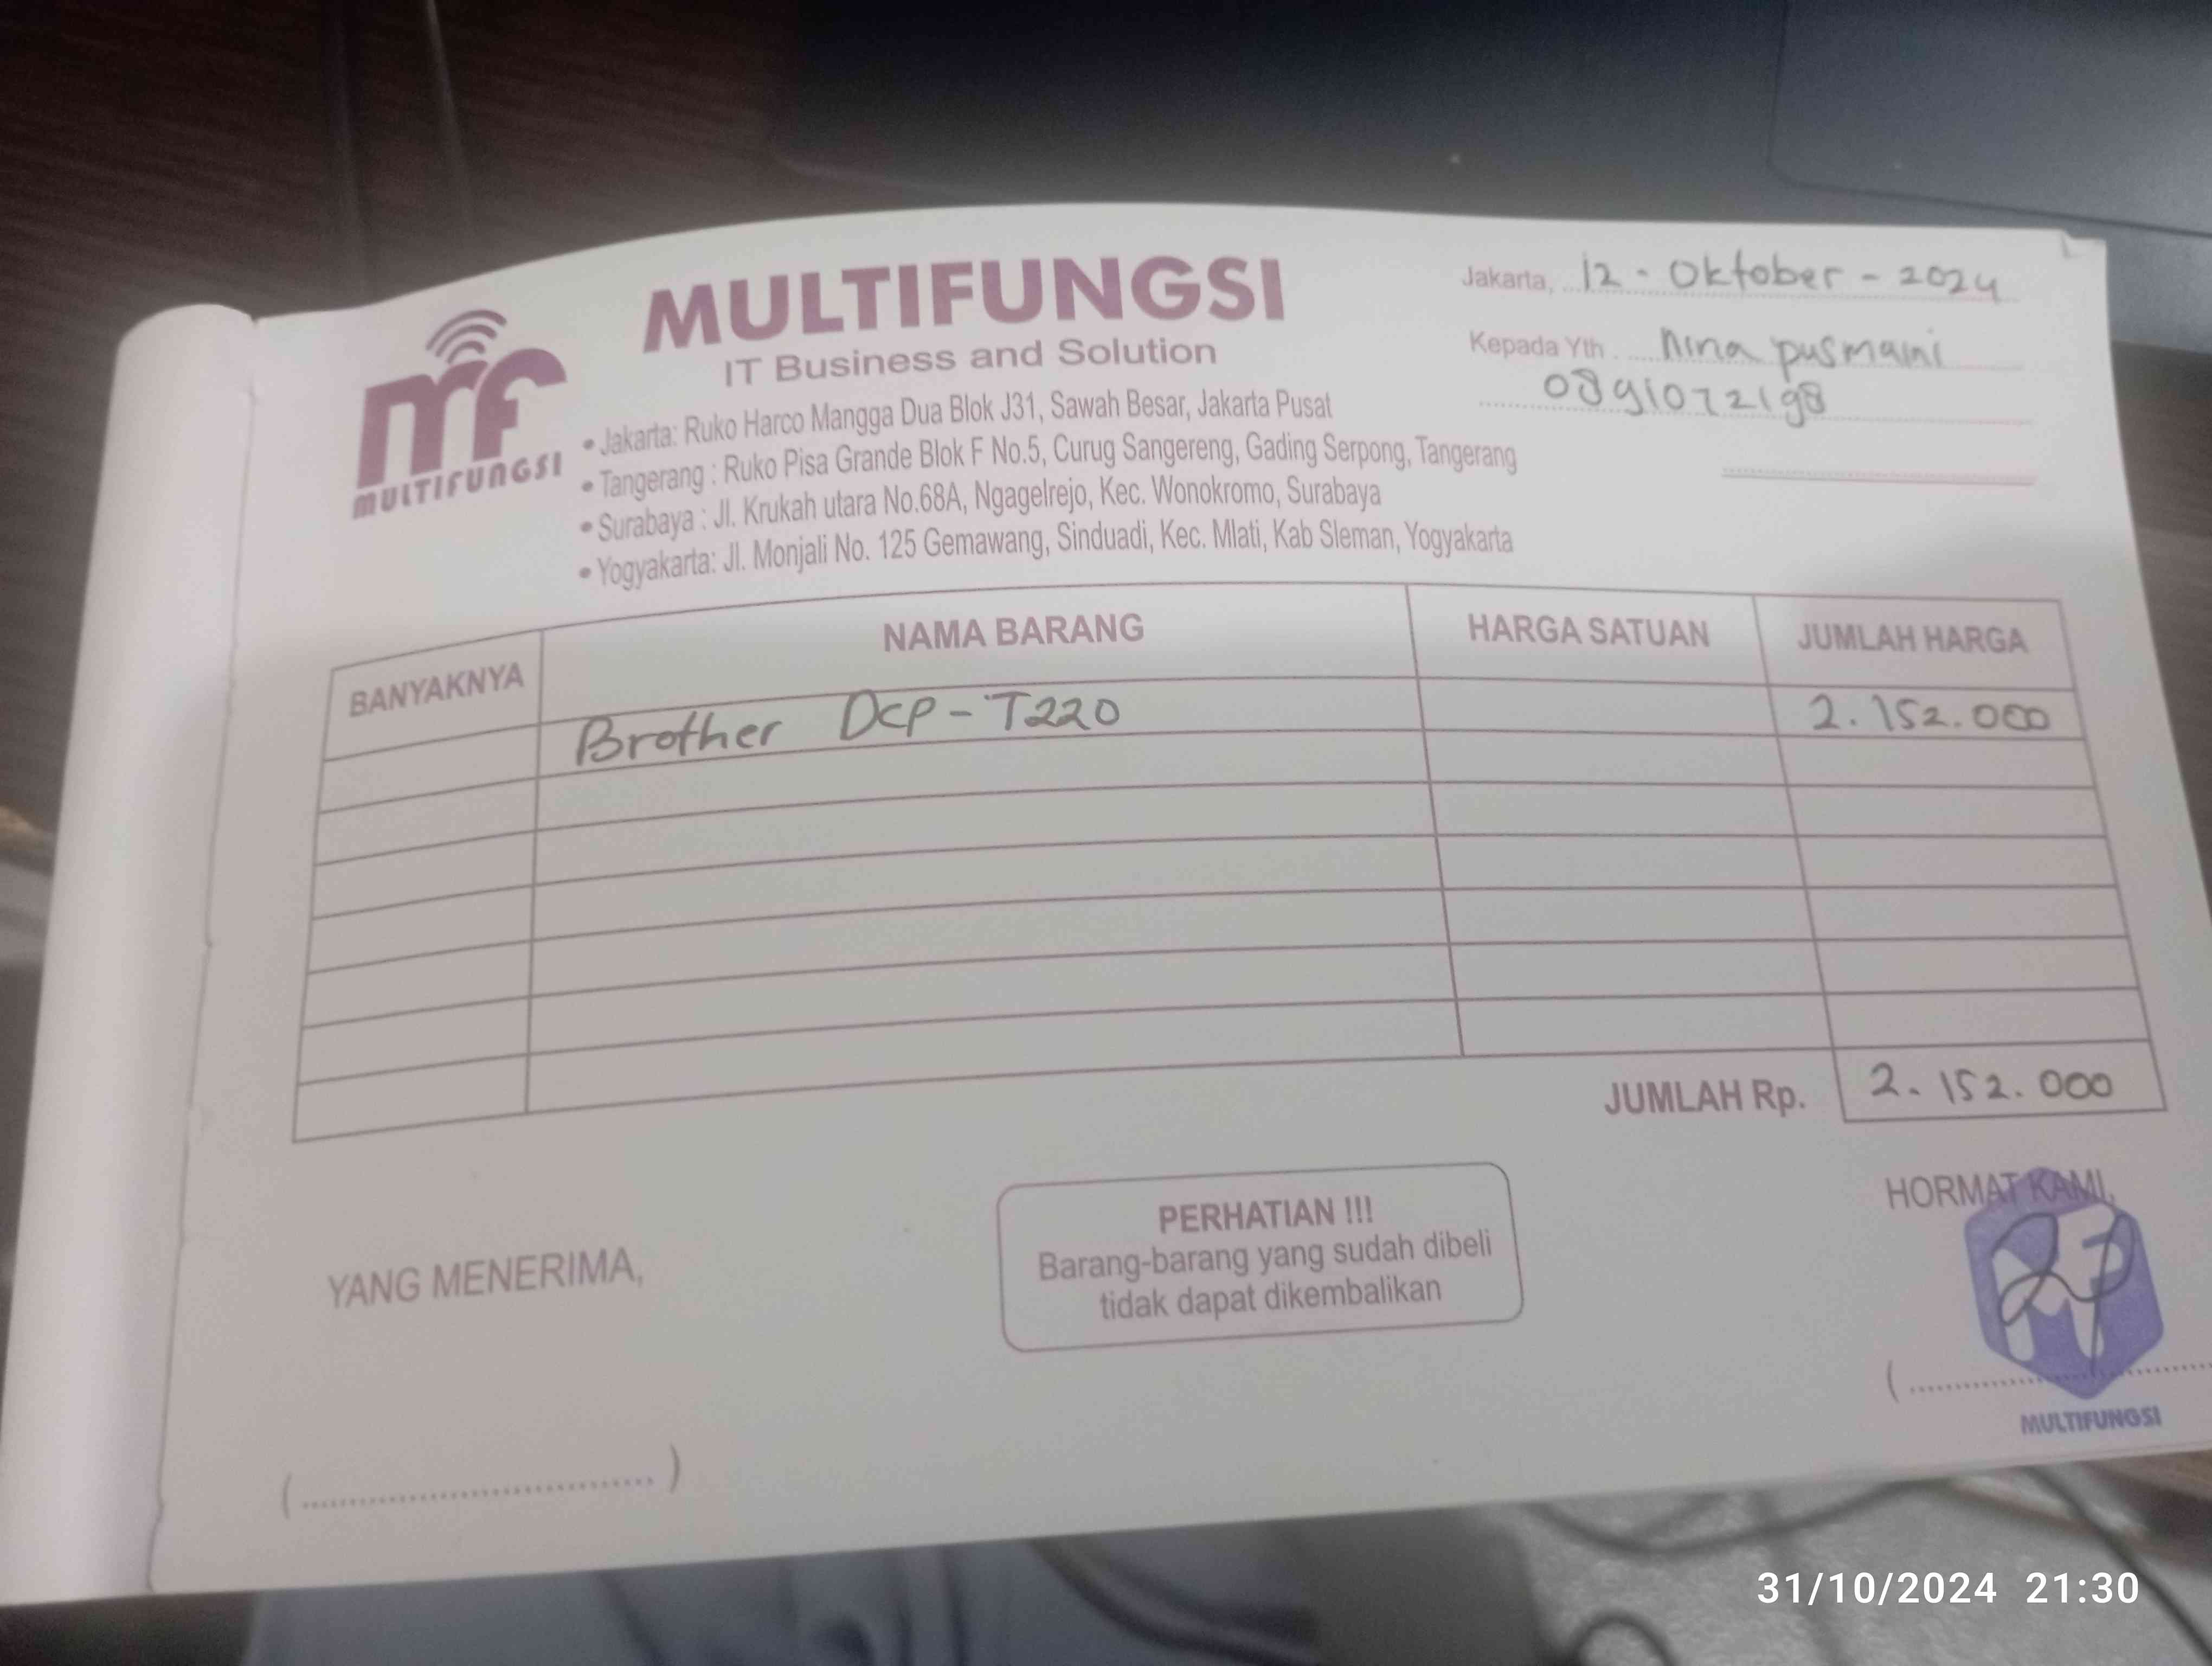 MULTIFUNGSI
IT Business and Solution
mf
MULTIFUNGSI
• Jakarta: Ruko Harco Mangga Dua Blok J31, Sawah Besar, Jakarta Pusat
• Tangerang : Ruko Pisa Grande Blok F No.5, Curug Sangereng, Gading Serpong, Tangerang
• Surabaya : Jl. Krukah utara No.68A, Ngagelrejo, Kec. Wonokromo, Surabaya
• Yogyakarta: Jl. Monjali No. 125 Gemawang, Sinduadi, Kec. Mlati, Kab Sleman, Yogyakarta
Jakarta, 12 - Oktober - 2024
Kepada Yth. Nina pusmaini
0891072198
BANYAKNYA NAMA BARANG HARGA SATUAN JUMLAH HARGA
Brother DCP - T220 2.152.000
JUMLAH Rp. 2.152.000
YANG MENERIMA,
PERHATIAN !!!
Barang-barang yang sudah dibeli
tidak dapat dikembalikan
HORMAT KAMI,
MULTIFUNGSI
31/10/2024 21:30